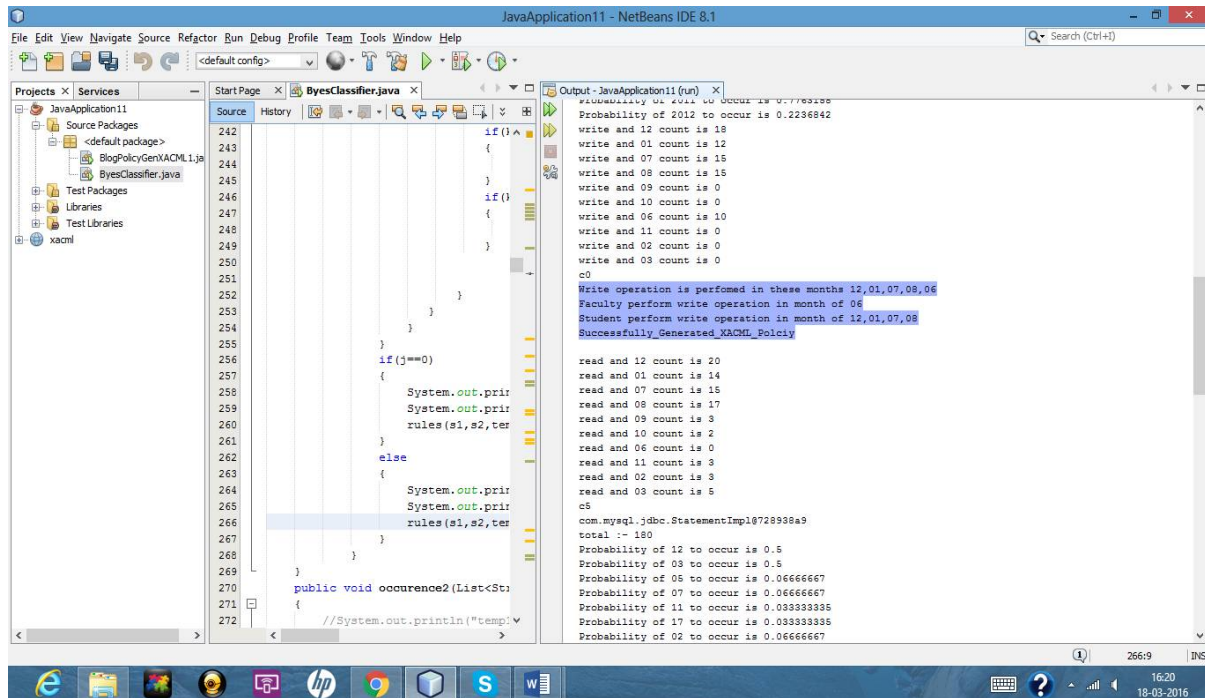 JavaApplication11 - NetBeans IDE 8.1
File Edit View Navigate Source Refactor Run Debug Profile Team Tools Window Help
Search (Ctrl+I)
<default config>
Projects Services
JavaApplication11
Source Packages
<default package>
BlogPolicyGenXACML1.ja
ByesClassifier.java
Test Packages
Libraries
Test Libraries
xacml
Start Page ByesClassifier.java
Source History
242 if(
243 {
244
245 }
246 if(
247 {
248
249 }
250
251
252 }
253 }
254 }
255 }
256 if(j==0)
257 {
258 System.out.prin
259 System.out.prin
260 rules(s1,s2,tem
261 }
262 else
263 {
264 System.out.prin
265 System.out.prin
266 rules(s1,s2,tem
267 }
268 }
269 }
270 public void occurence2(List<Str
271 {
272 //System.out.println("temp1
Output - JavaApplication11 (run)
Probability of 2011 to occur is 0.7763158
Probability of 2012 to occur is 0.2236842
write and 12 count is 18
write and 01 count is 12
write and 07 count is 15
write and 08 count is 15
write and 09 count is 0
write and 10 count is 0
write and 06 count is 10
write and 11 count is 0
write and 02 count is 0
write and 03 count is 0
c0
Write operation is perfomed in these months 12,01,07,08,06
Faculty perform write operation in month of 06
Student perform write operation in month of 12,01,07,08
Successfully_Generated_XACML_Polciy
read and 12 count is 20
read and 01 count is 14
read and 07 count is 15
read and 08 count is 17
read and 09 count is 3
read and 10 count is 2
read and 06 count is 0
read and 11 count is 3
read and 02 count is 3
read and 03 count is 5
c5
com.mysql.jdbc.StatementImpl@728938a9
total :- 180
Probability of 12 to occur is 0.5
Probability of 03 to occur is 0.5
Probability of 05 to occur is 0.06666667
Probability of 07 to occur is 0.06666667
Probability of 11 to occur is 0.033333335
Probability of 17 to occur is 0.033333335
Probability of 02 to occur is 0.06666667
1 266:9 INS
hp
16:20
18-03-2016